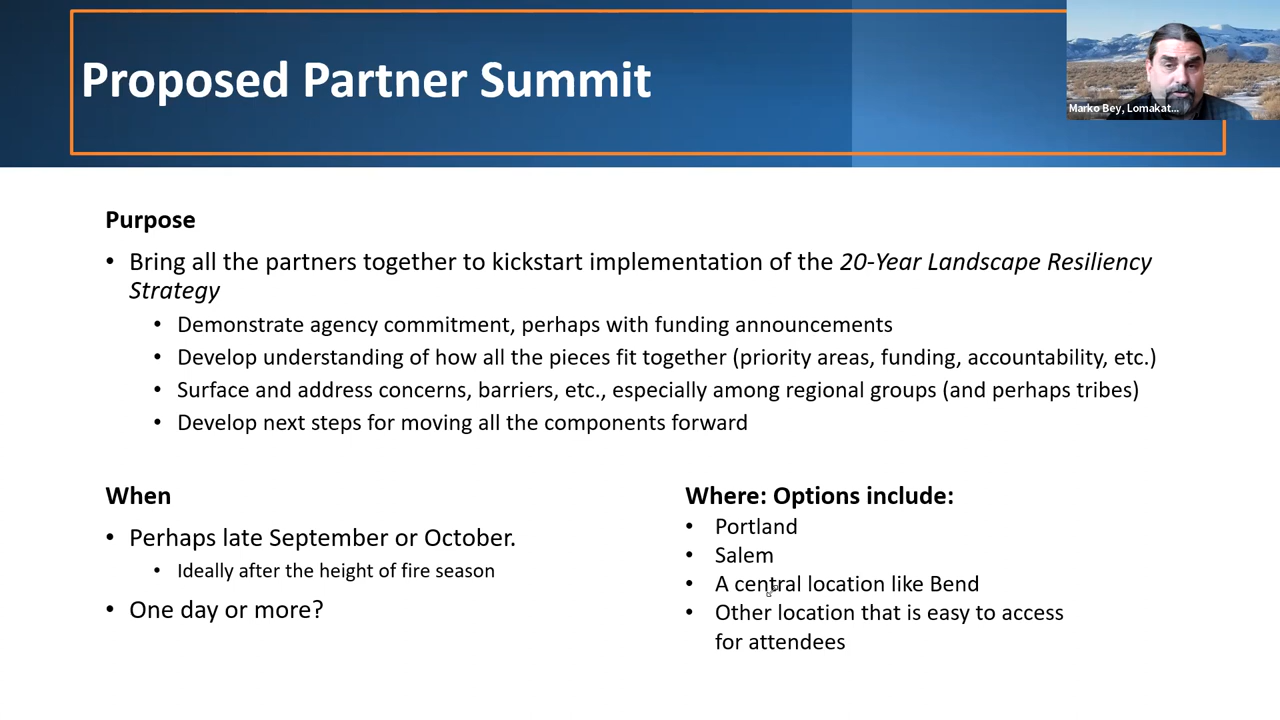 Proposed Partner Summit
Marko Bey, Lomakat...
Purpose
• Bring all the partners together to kickstart implementation of the 20-Year Landscape Resiliency
Strategy
• Demonstrate agency commitment, perhaps with funding announcements
• Develop understanding of how all the pieces fit together (priority areas, funding, accountability, etc.)
• Surface and address concerns, barriers, etc., especially among regional groups (and perhaps tribes)
• Develop next steps for moving all the components forward
When
• Perhaps late September or October.
• Ideally after the height of fire season
• One day or more?
Where: Options include:
• Portland
• Salem
• A central location like Bend
• Other location that is easy to access
for attendees